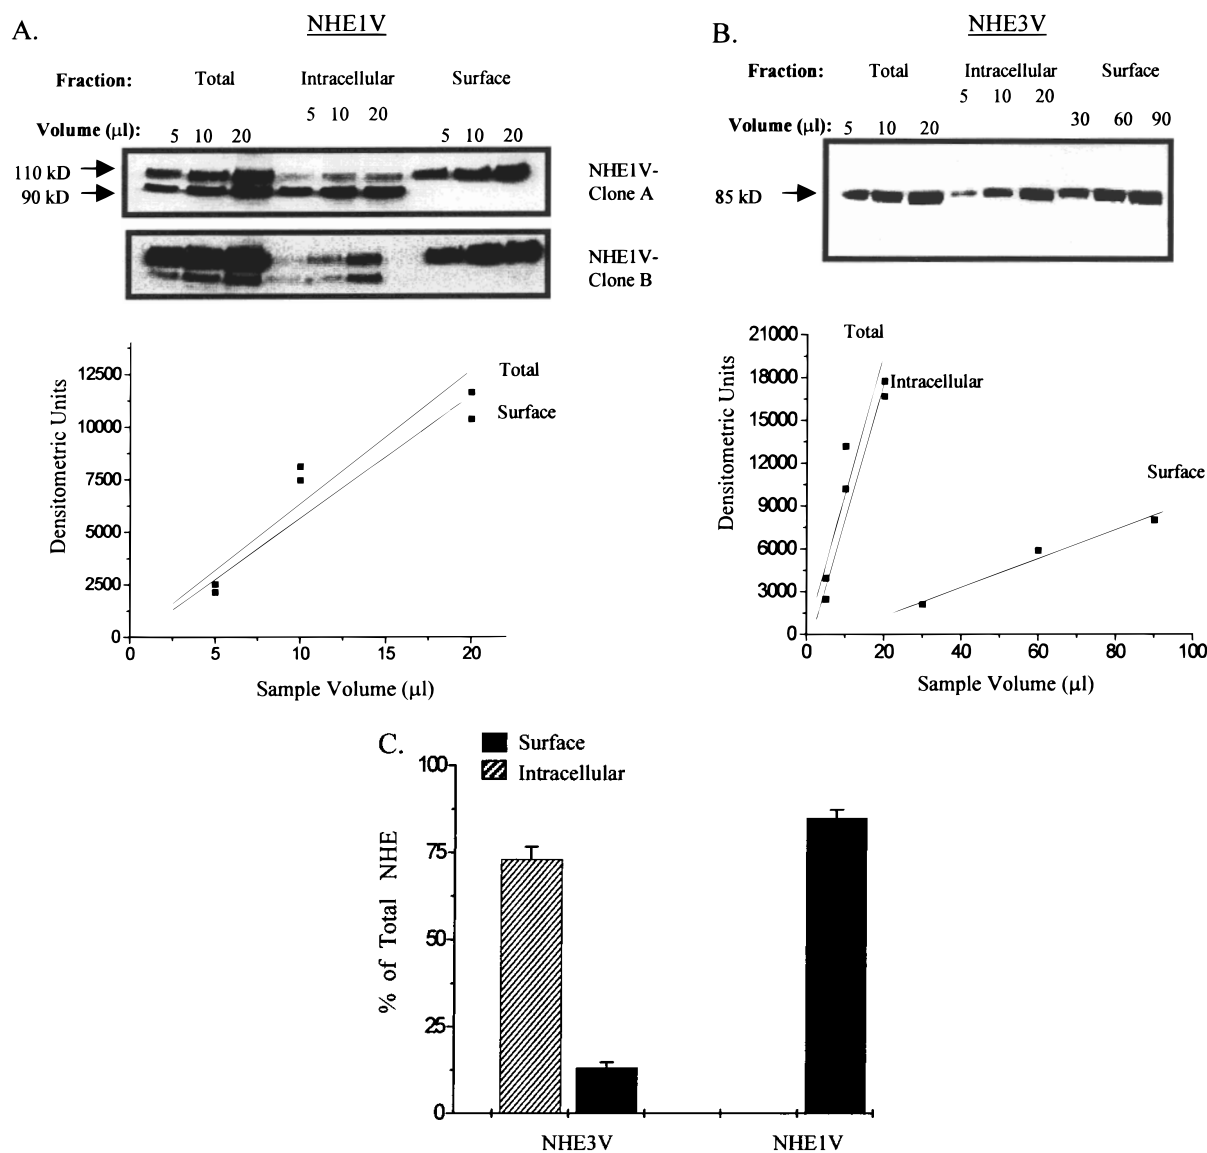 A.
NHE1V
Fraction: Total Intracellular Surface
Volume (µl): 5 10 20 5 10 20 5 10 20
110 kD
90 kD
NHE1V-
Clone A
NHE1V-
Clone B
Densitometric Units
12500
10000
7500
5000
2500
0
0 5 10 15 20
Sample Volume (µl)
Total
Surface
B.
NHE3V
Fraction: Total Intracellular Surface
Volume (µl): 5 10 20 5 10 20 30 60 90
85 kD
Densitometric Units
21000
18000
15000
12000
9000
6000
3000
0
0 20 40 60 80 100
Sample Volume (µl)
Total
Intracellular
Surface
C.
Surface
Intracellular
% of Total NHE
100
75
50
25
0
NHE3V NHE1V